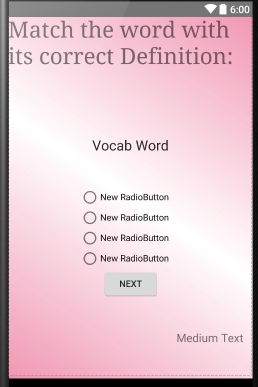 6:00
Match the word with
its correct Definition:
Vocab Word
New RadioButton
New RadioButton
New RadioButton
New RadioButton
NEXT
Medium Text